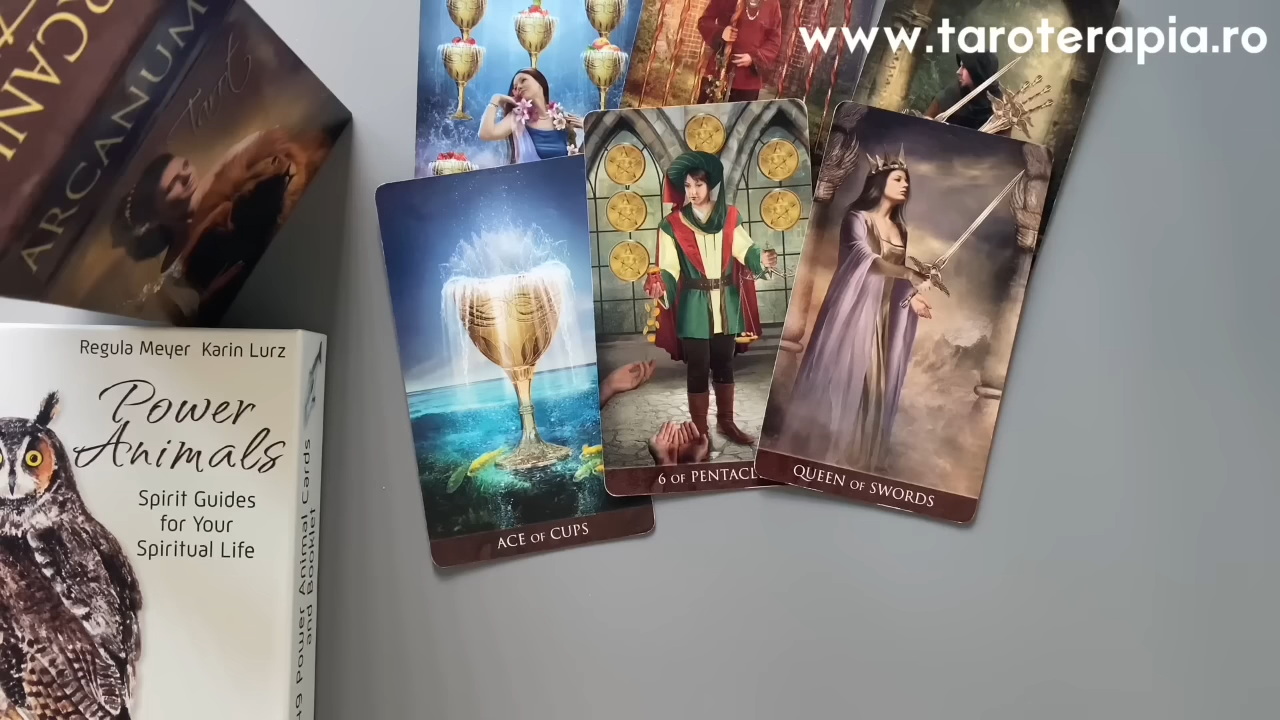 www.taroterapia.ro
ARCANUM
Tarot
Regula Meyer Karin Lurz
Power
Animals
Spirit Guides
for Your
Spiritual Life
Power Animal Cards
and Booklet
ACE OF CUPS
6 OF PENTACL
QUEEN OF SWORDS